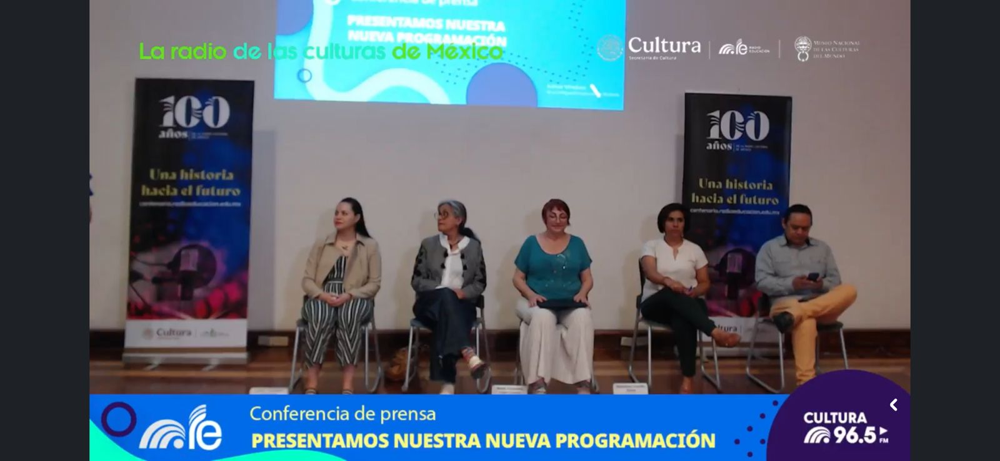 PRESENTAMOS NUESTRA
NUEVA PROGRAMACIÓN
La radio de las culturas de México
Cultura
Secretaría de Cultura
RADIO
EDUCACIÓN
MUSEO NACIONAL
DE LAS CULTURAS
DEL MUNDO
100
años
Una historia
hacia el futuro
centenario.radioeducacion.edu.mx
Cultura
100
años
Una historia
hacia el futuro
centenario.radioeducacion.edu.mx
Conferencia de prensa
PRESENTAMOS NUESTRA NUEVA PROGRAMACIÓN
CULTURA
96.5
FM